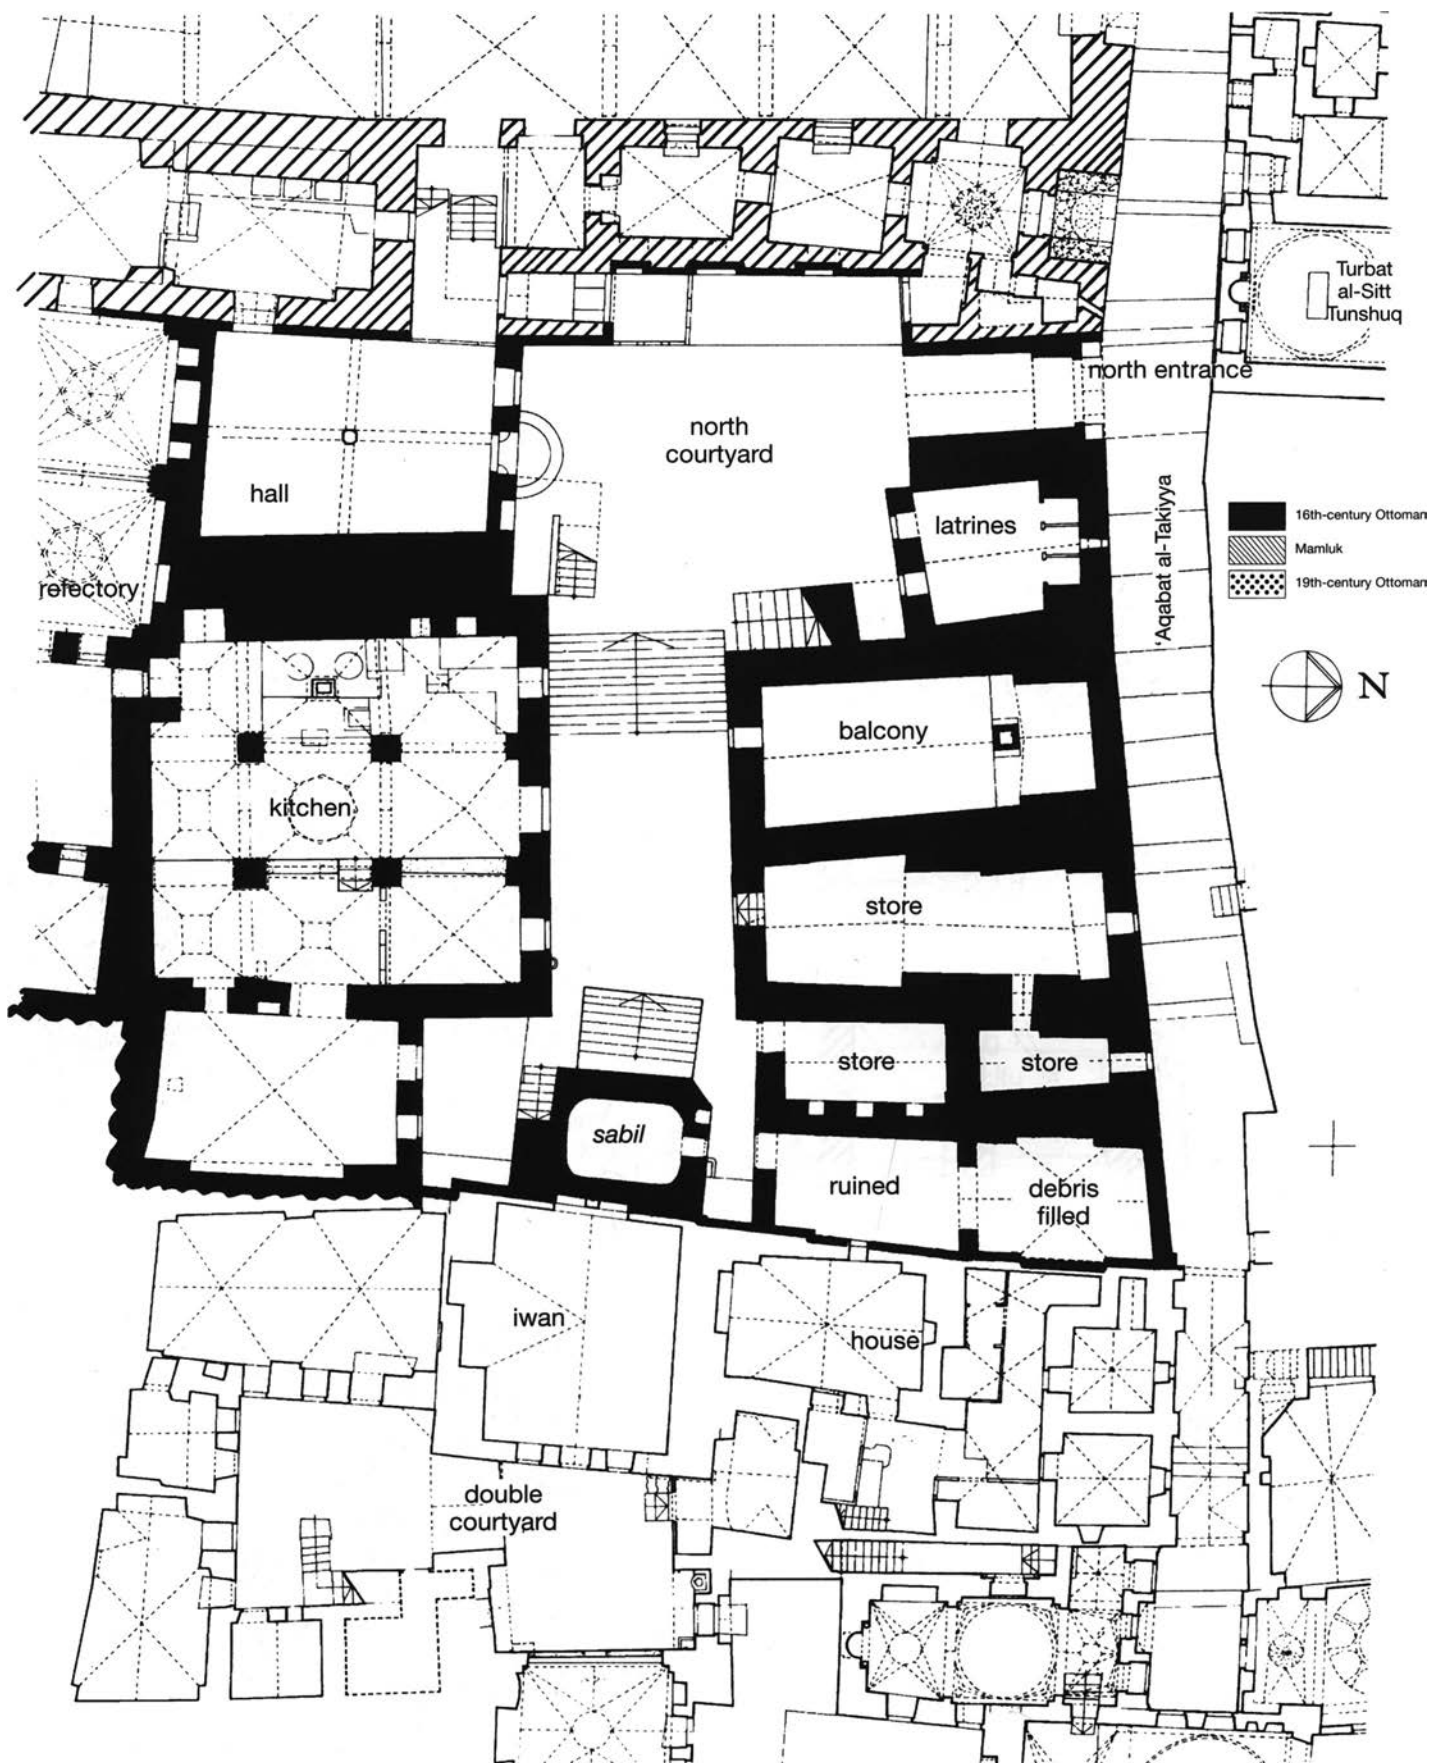 Turbat
al-Sitt
Tunshuq
north entrance
north
courtyard
hall
latrines
'Aqabat al-Takiyya
16th-century Ottoman
Mamluk
19th-century Ottoman
refectory
N
balcony
kitchen
store
store
store
sabil
ruined
debris
filled
iwan
house
double
courtyard